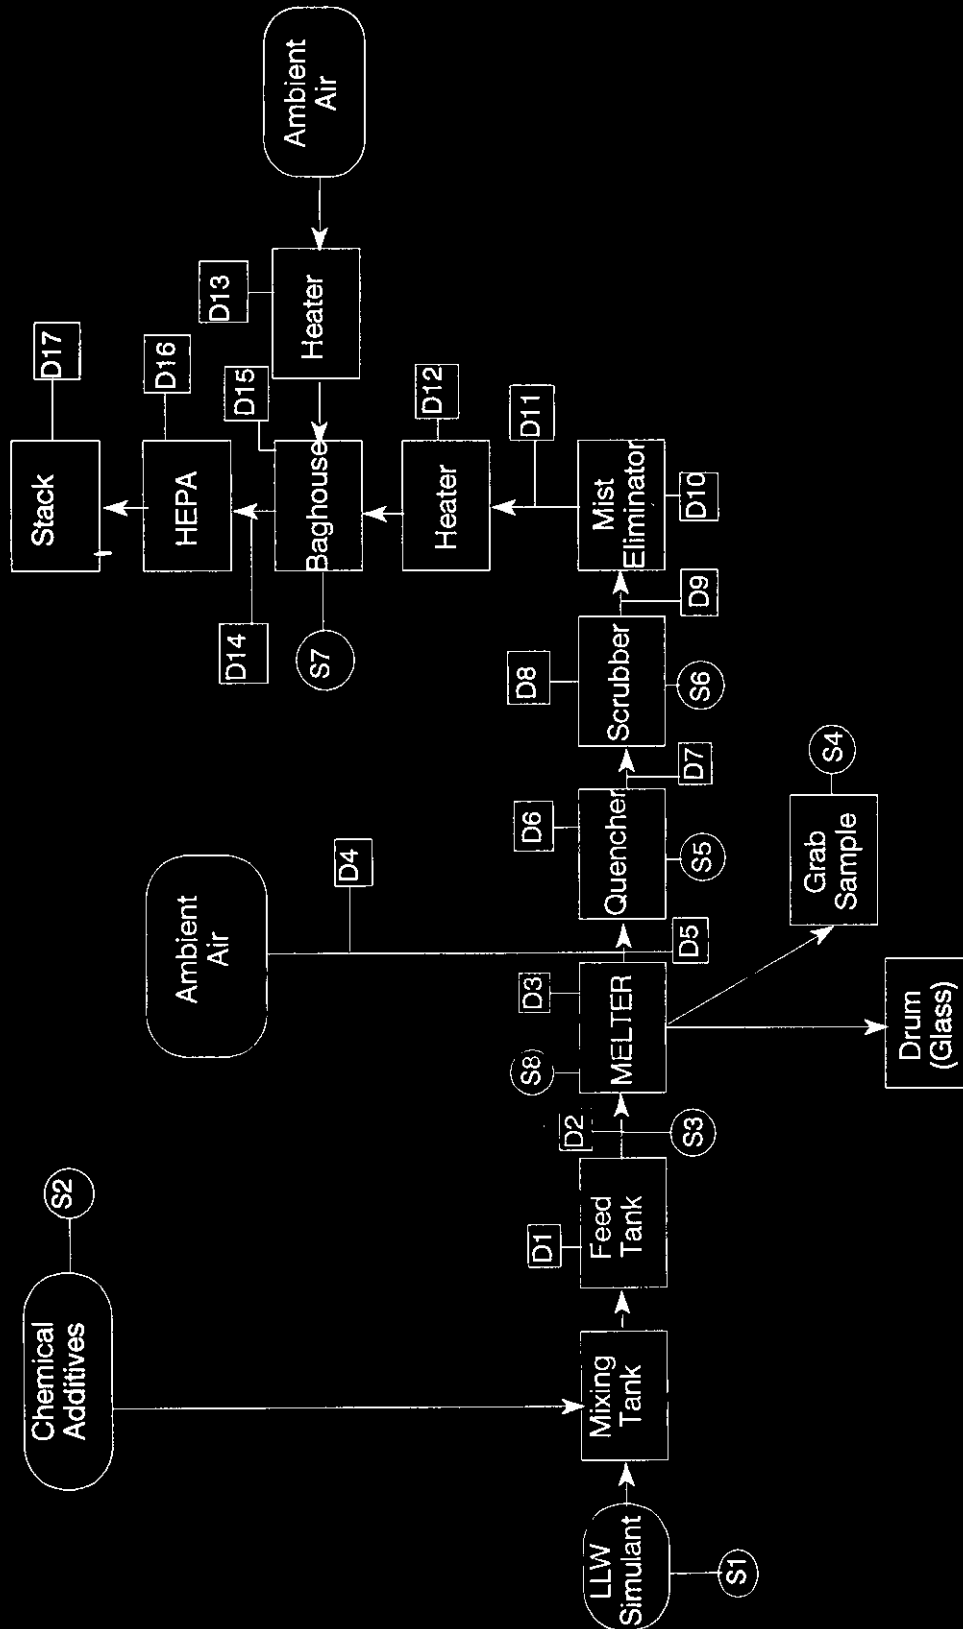 Chemical
Additives
S2
LLW
Simulant
S1
Mixing
Tank
Feed
Tank
D1
D2
S3
S8
D3
MELTER
Ambient
Air
D4
D5
Drum
(Glass)
Grab
Sample
S4
Quencher
D6
S5
D7
Scrubber
D8
S6
D9
Mist
Eliminator
D10
D11
Heater
D12
Baghouse
S7
D15
D14
Heater
D13
Ambient
Air
HEPA
D16
Stack
D17